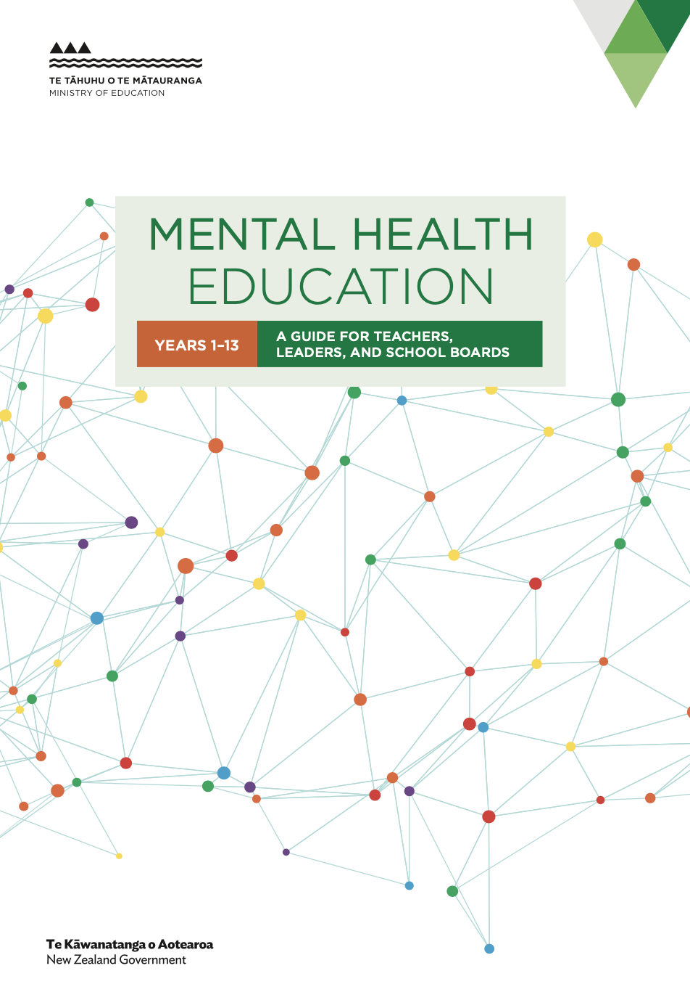 TE TĀHUHU O TE MĀTAURANGA
MINISTRY OF EDUCATION
MENTAL HEALTH
EDUCATION
YEARS 1–13
A GUIDE FOR TEACHERS,
LEADERS, AND SCHOOL BOARDS
Te Kāwanatanga o Aotearoa
New Zealand Government